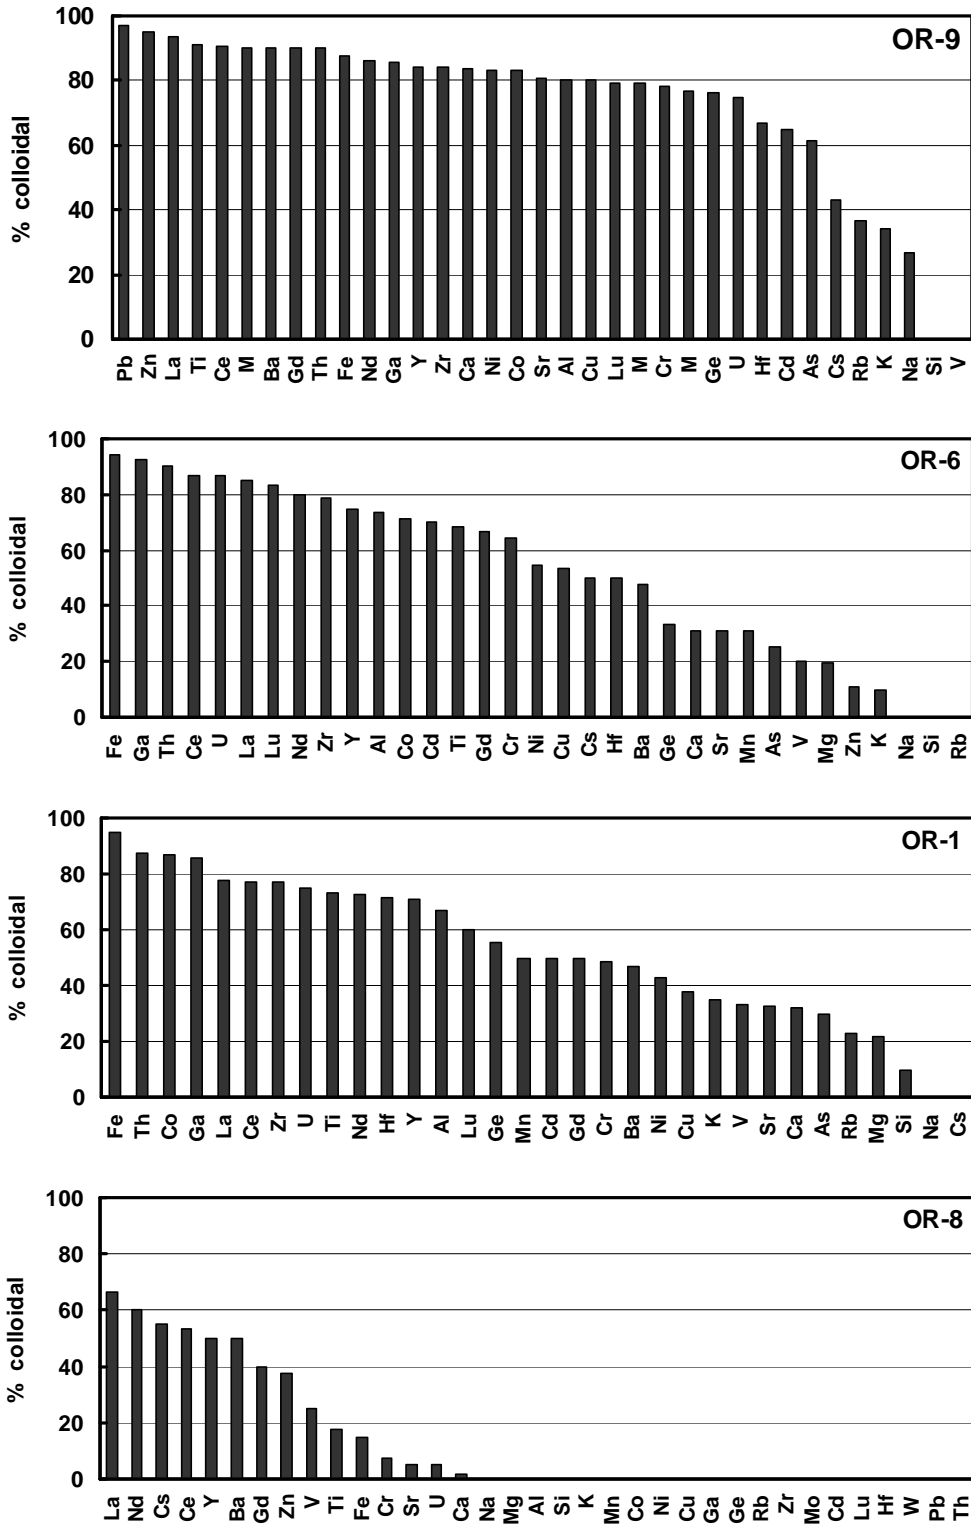 100
OR-9
80
60
40
20
0
% colloidal
Pb Zn La Ti Ce M Ba Gd Th Fe Nd Ga Y Zr Ca Ni Co Sr Al Cu Lu M Cr M Ge U Hf Cd As Cs Rb K Na Si V
100
OR-6
80
60
40
20
0
% colloidal
Fe Ga Th Ce U La Lu Nd Zr Y Al Co Cd Ti Gd Cr Ni Cu Cs Hf Ba Ge Ca Sr Mn As V Mg Zn K Na Si Rb
100
OR-1
80
60
40
20
0
% colloidal
Fe Th Co Ga La Ce Zr U Ti Nd Hf Y Al Lu Ge Mn Cd Gd Cr Ba Ni Cu K V Sr Ca As Rb Mg Si Na Cs
100
OR-8
80
60
40
20
0
% colloidal
La Nd Cs Ce Y Ba Gd Zn V Ti Fe Cr Sr U Ca Na Mg Al Si K Mn Co Ni Cu Ga Ge Rb Zr Mo Cd Lu Hf W Pb Th